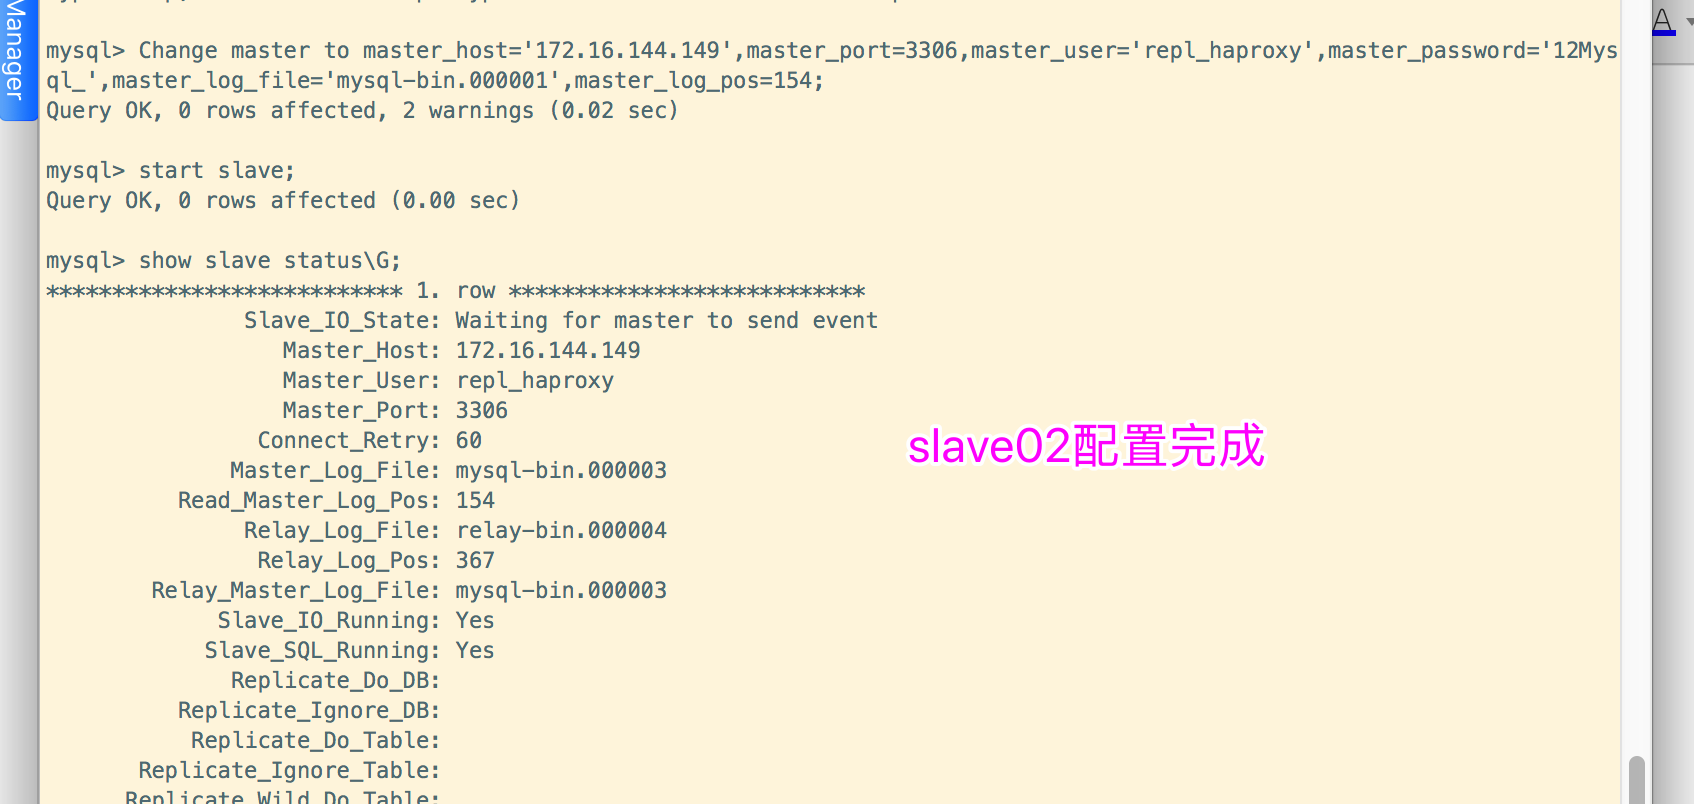 Manager
A
mysql> Change master to master_host='172.16.144.149',master_port=3306,master_user='repl_haproxy',master_password='12Mys
ql_',master_log_file='mysql-bin.000001',master_log_pos=154;
Query OK, 0 rows affected, 2 warnings (0.02 sec)
mysql> start slave;
Query OK, 0 rows affected (0.00 sec)
mysql> show slave status\G;
*************************** 1. row ***************************
Slave_IO_State: Waiting for master to send event
Master_Host: 172.16.144.149
Master_User: repl_haproxy
Master_Port: 3306
Connect_Retry: 60
slave02配置完成
Master_Log_File: mysql-bin.000003
Read_Master_Log_Pos: 154
Relay_Log_File: relay-bin.000004
Relay_Log_Pos: 367
Relay_Master_Log_File: mysql-bin.000003
Slave_IO_Running: Yes
Slave_SQL_Running: Yes
Replicate_Do_DB:
Replicate_Ignore_DB:
Replicate_Do_Table:
Replicate_Ignore_Table:
Replicate_Wild_Do_Table: